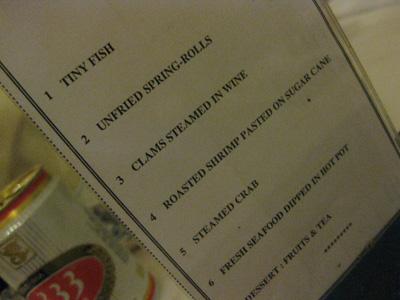 1 TINY FISH
2 UNFRIED SPRING-ROLLS
3 CLAMS STEAMED IN WINE
4 ROASTED SHRIMP PASTED ON SUGAR CANE
5 STEAMED CRAB
6 FRESH SEAFOOD DIPPED IN HOT POT
DESSERT : FRUITS & TEA
*********
333